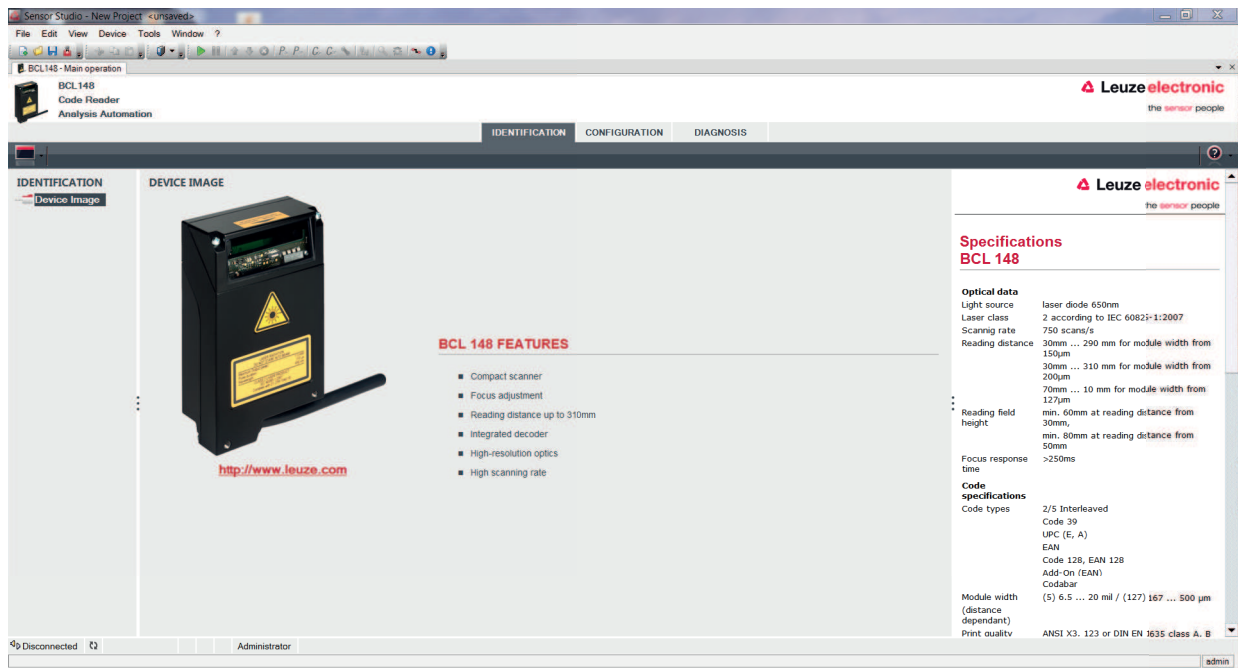 Sensor Studio - New Project <unsaved>
File Edit View Device Tools Window ?
BCL148 - Main operation
BCL148
Code Reader
Analysis Automation
Leuze electronic
the sensor people
IDENTIFICATION CONFIGURATION DIAGNOSIS
IDENTIFICATION
Device Image
DEVICE IMAGE
http://www.leuze.com
BCL 148 FEATURES
Compact scanner
Focus adjustment
Reading distance up to 310mm
Integrated decoder
High-resolution optics
High scanning rate
Leuze electronic
he sensor people
Specifications
BCL 148
Optical data
Light source laser diode 650nm
Laser class 2 according to IEC 60825-1:2007
Scannig rate 750 scans/s
Reading distance 30mm ... 290 mm for module width from
150µm
30mm ... 310 mm for module width from
200µm
70mm ... 10 mm for module width from
127µm
Reading field height min. 60mm at reading distance from
30mm,
min. 80mm at reading distance from
50mm
Focus response time >250ms
Code
specifications
Code types 2/5 Interleaved
Code 39
UPC (E, A)
EAN
Code 128, EAN 128
Add-On (EAN)
Codabar
Module width (distance dependant) (5) 6.5 ... 20 mil / (127) 167 ... 500 µm
Print quality ANSI X3. 123 or DIN EN 1635 class A. B
Disconnected
Administrator
admin